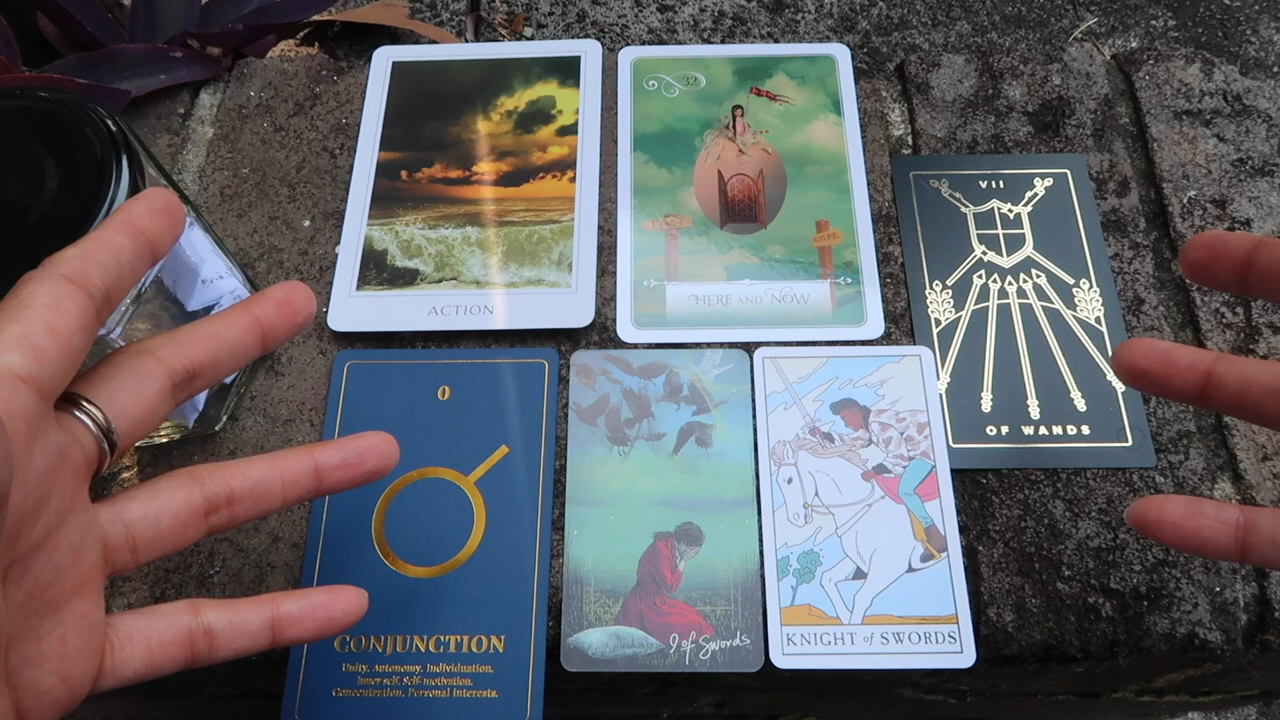 ACTION
32
FUTURE
HERE AND NOW
VII
OF WANDS
0
CONJUNCTION
Unity. Autonomy. Individuation.
Inner self. Self-motivation.
Concentration. Personal interests.
9 of Swords
KNIGHT of SWORDS